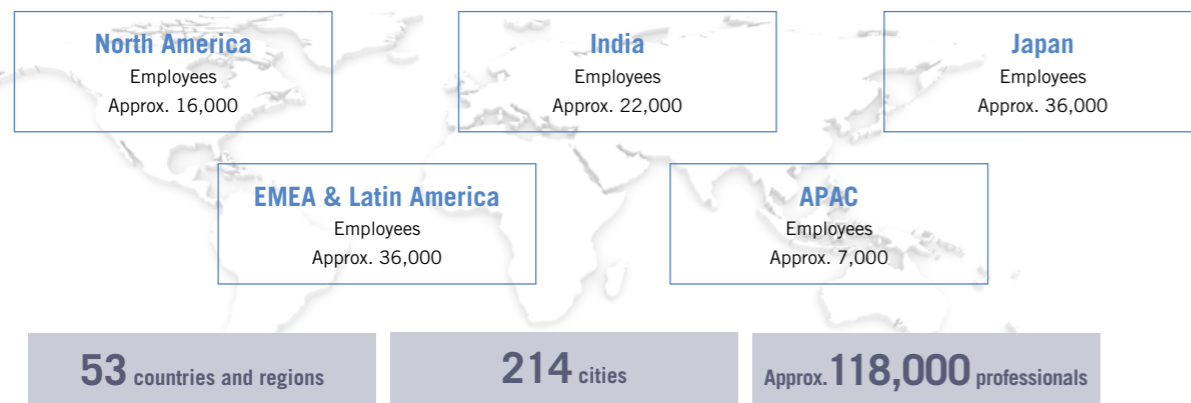 North America
Employees
Approx. 16,000
India
Employees
Approx. 22,000
Japan
Employees
Approx. 36,000
EMEA & Latin America
Employees
Approx. 36,000
APAC
Employees
Approx. 7,000
53 countries and regions
214 cities
Approx. 118,000 professionals